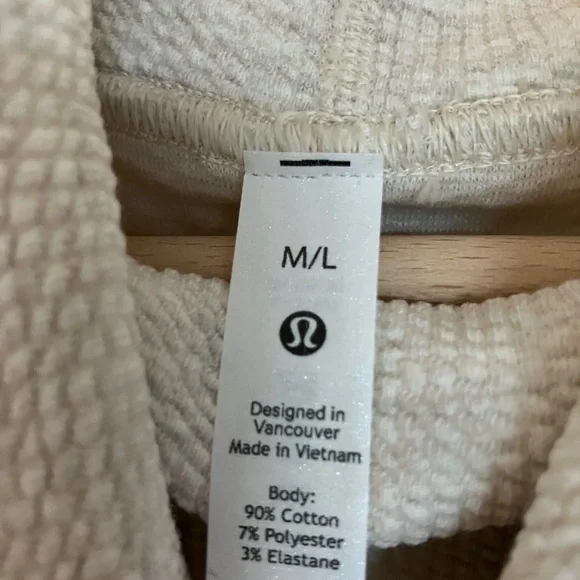 M/L
Designed in
Vancouver
Made in Vietnam
Body:
90% Cotton
7% Polyester
3% Elastane